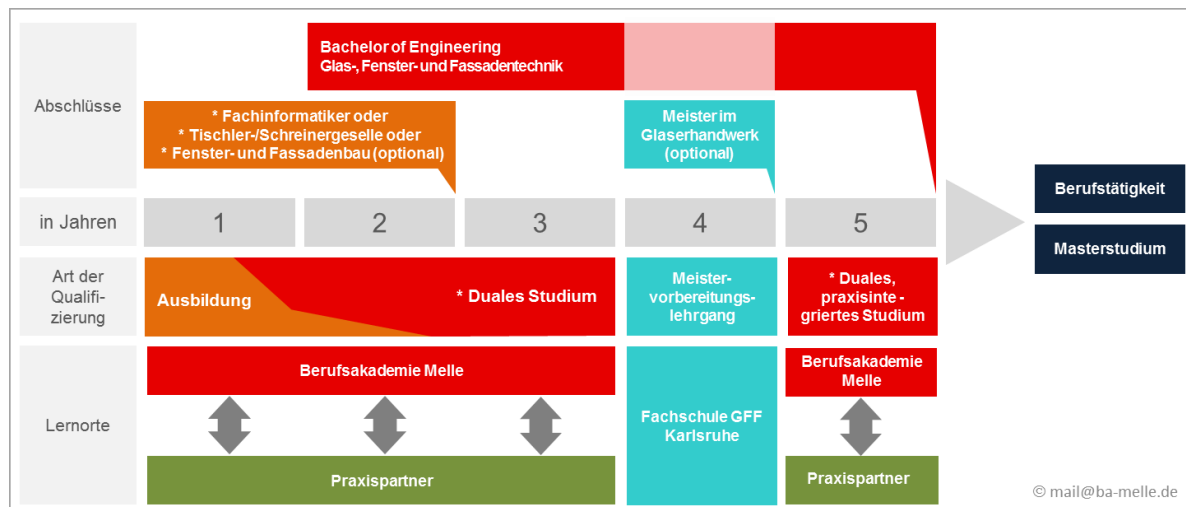 Bachelor of Engineering
Glas-, Fenster- und Fassadentechnik
Abschlüsse
* Fachinformatiker oder
* Tischler-/Schreinergeselle oder
* Fenster- und Fassadenbau (optional)
Meister im
Glaserhandwerk
(optional)
in Jahren
1
2
3
4
5
Berufstätigkeit
Masterstudium
Art der
Qualifi-
zierung
Ausbildung
* Duales Studium
Meister-
vorbereitungs-
lehrgang
* Duales,
praxisinte -
griertes Studium
Lernorte
Berufsakademie Melle
Praxispartner
Fachschule GFF
Karlsruhe
Berufsakademie
Melle
Praxispartner
© mail@ba-melle.de